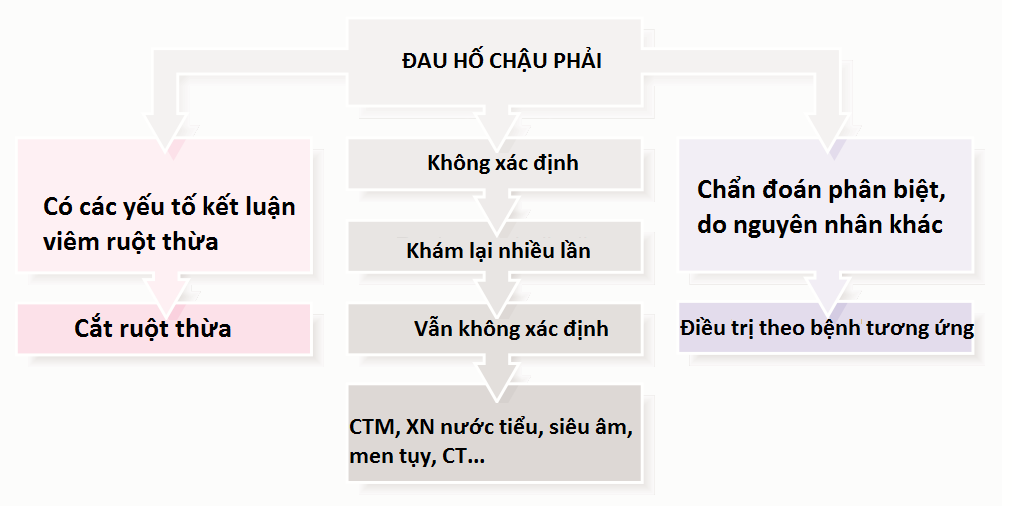 ĐAU HỐ CHẬU PHẢI
Có các yếu tố kết luận
viêm ruột thừa
Cắt ruột thừa
Không xác định
Khám lại nhiều lần
Vẫn không xác định
CTM, XN nước tiểu, siêu âm,
men tụy, CT...
Chẩn đoán phân biệt,
do nguyên nhân khác
Điều trị theo bệnh tương ứng